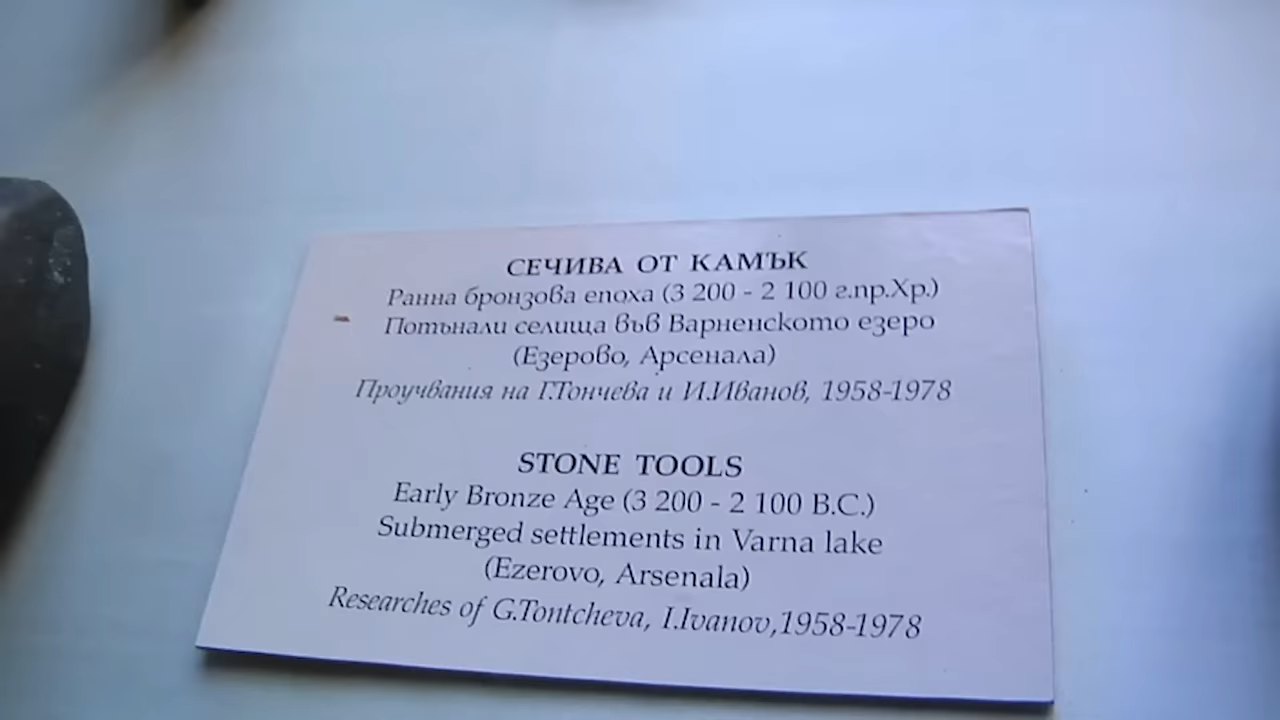 СЕЧИВА ОТ КАМЪК
Ранна бронзова епоха (3 200 - 2 100 г.пр.Хр.)
Потънали селища във Варненското езеро
(Езерово, Арсенала)
Проучвания на Г.Тончева и И.Иванов, 1958-1978
STONE TOOLS
Early Bronze Age (3 200 - 2 100 B.C.)
Submerged settlements in Varna lake
(Ezerovo, Arsenala)
Researches of G.Tontcheva, I.Ivanov,1958-1978